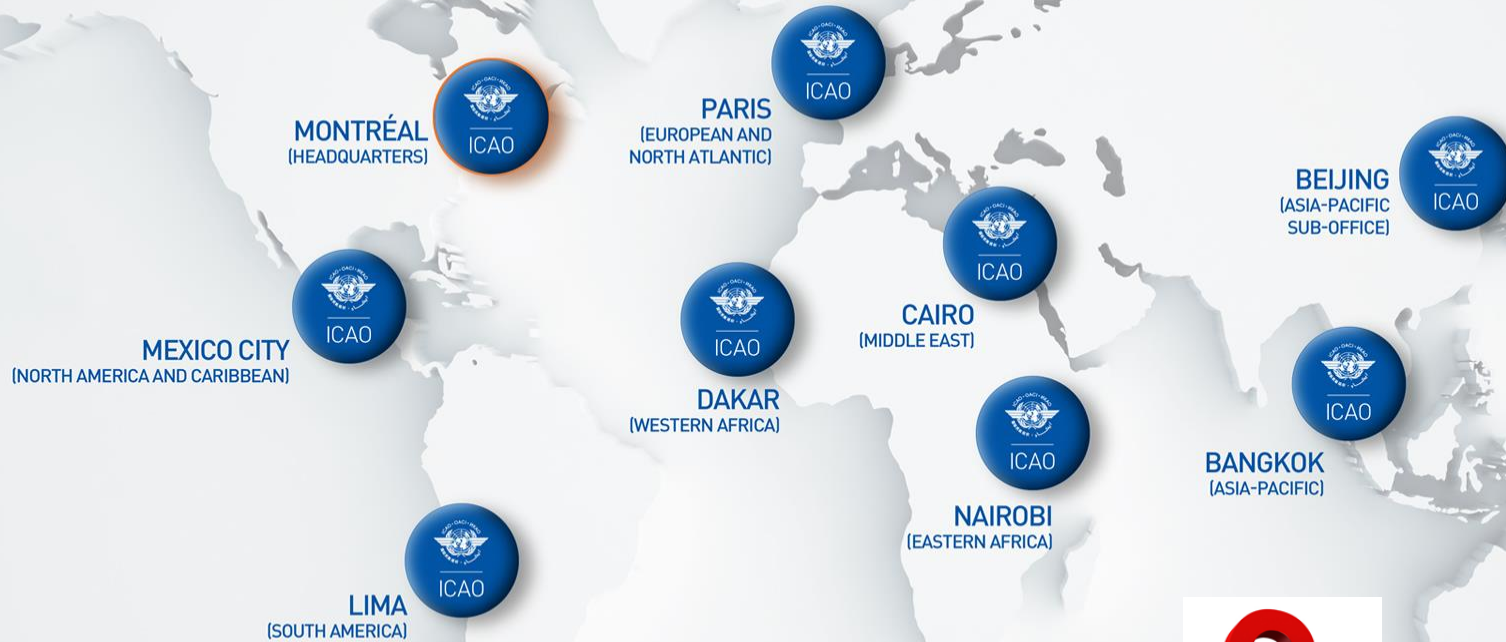 ICAO
MONTRÉAL
(HEADQUARTERS)
ICAO
PARIS
(EUROPEAN AND
NORTH ATLANTIC)
ICAO
BEIJING
(ASIA-PACIFIC
SUB-OFFICE)
ICAO
MEXICO CITY
(NORTH AMERICA AND CARIBBEAN)
ICAO
DAKAR
(WESTERN AFRICA)
ICAO
CAIRO
(MIDDLE EAST)
ICAO
NAIROBI
(EASTERN AFRICA)
ICAO
BANGKOK
(ASIA-PACIFIC)
ICAO
LIMA
(SOUTH AMERICA)
ICAO